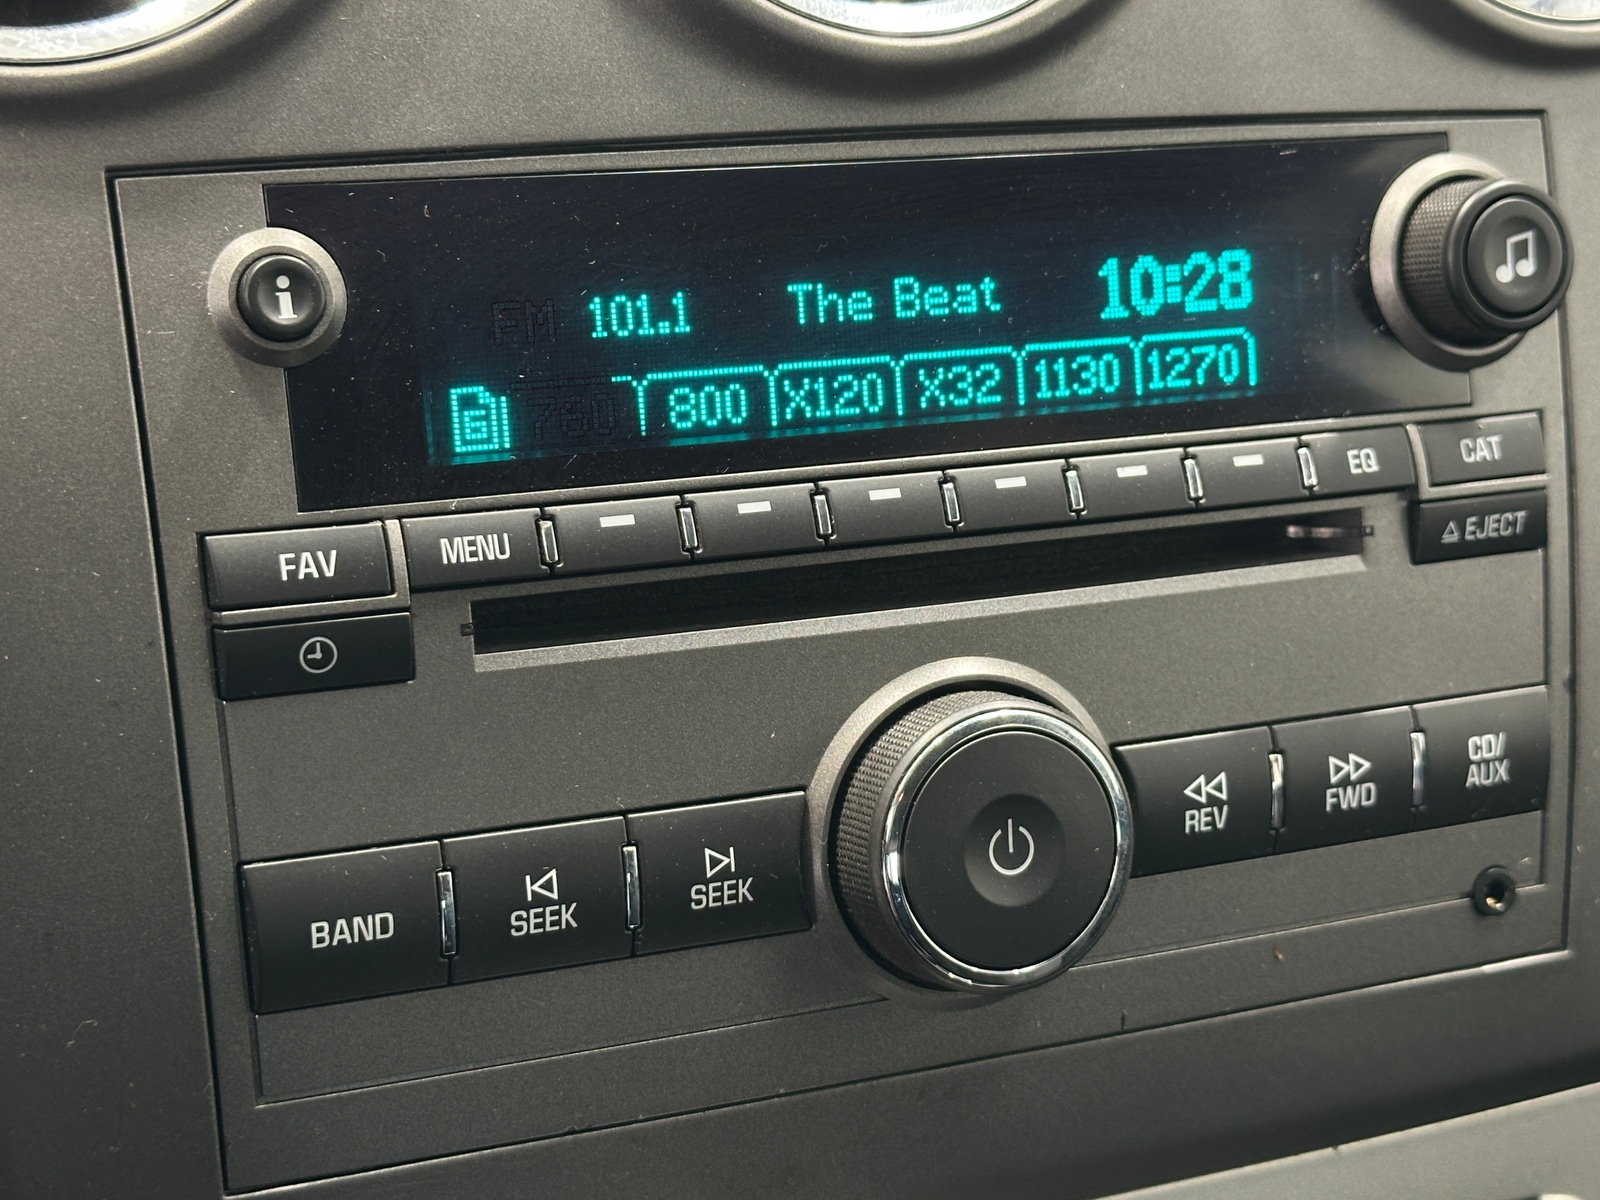 i
FM 101.1 The Beat 10:28
6 760 800 X120 X32 1130 1270
FAV MENU EQ CAT
EJECT
BAND SEEK SEEK REV FWD CD/
AUX